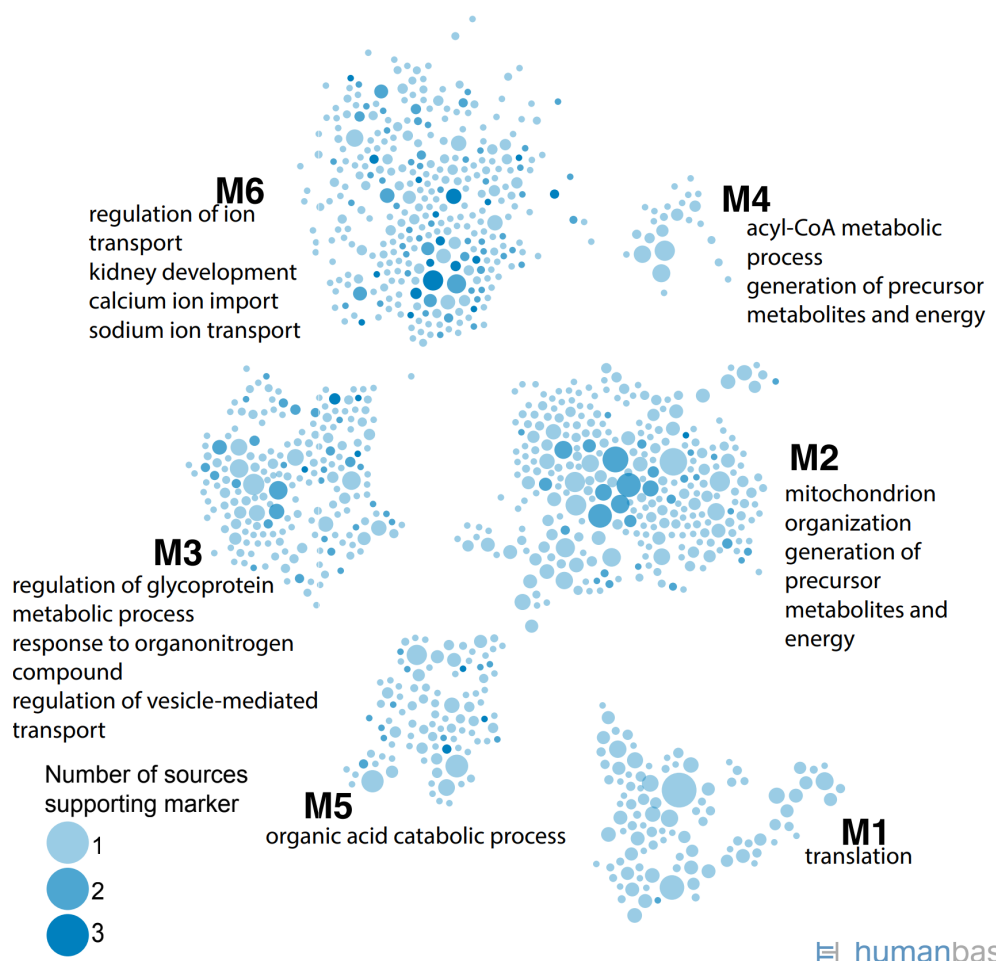 M6
regulation of ion
transport
kidney development
calcium ion import
sodium ion transport
M4
acyl-CoA metabolic
process
generation of precursor
metabolites and energy
M2
mitochondrion
organization
generation of
precursor
metabolites and
energy
M3
regulation of glycoprotein
metabolic process
response to organonitrogen
compound
regulation of vesicle-mediated
transport
Number of sources
supporting marker
1
2
3
M5
organic acid catabolic process
M1
translation
humanbas